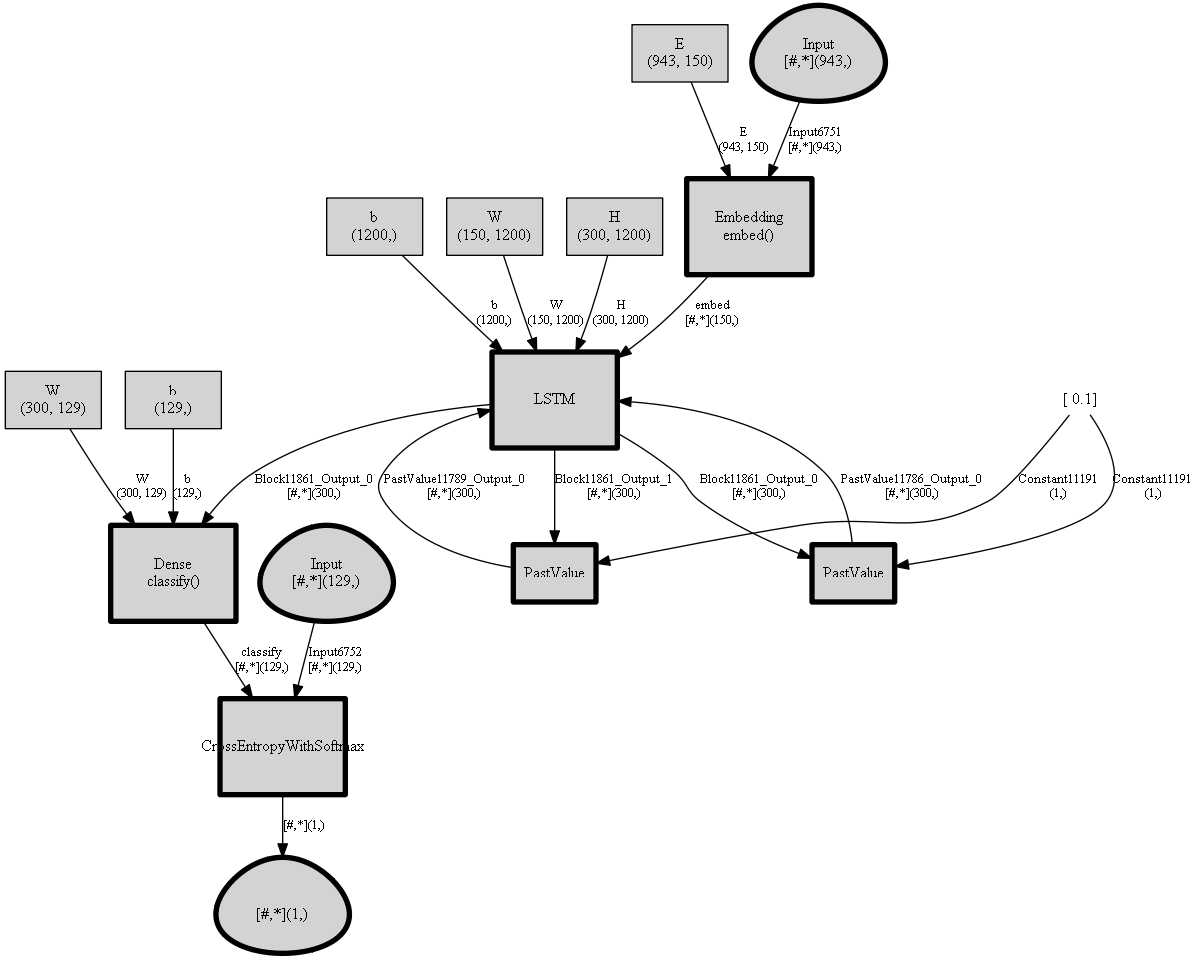 E
(943, 150)
Input
[#,*](943,)
E
(943, 150)
Input6751
[#,*](943,)
b
(1200,)
W
(150, 1200)
H
(300, 1200)
Embedding
embed()
b
(1200,)
W
(150, 1200)
H
(300, 1200)
embed
[#,*](150,)
W
(300, 129)
b
(129,)
LSTM
[ 0.1]
W
(300, 129)
b
(129,)
Block11861_Output_0
[#,*](300,)
PastValue11789_Output_0
[#,*](300,)
Block11861_Output_1
[#,*](300,)
Block11861_Output_0
[#,*](300,)
PastValue11786_Output_0
[#,*](300,)
Constant11191
(1,)
Constant11191
(1,)
Dense
classify()
Input
[#,*](129,)
PastValue
PastValue
classify
[#,*](129,)
Input6752
[#,*](129,)
CrossEntropyWithSoftmax
[#,*](1,)
[#,*](1,)